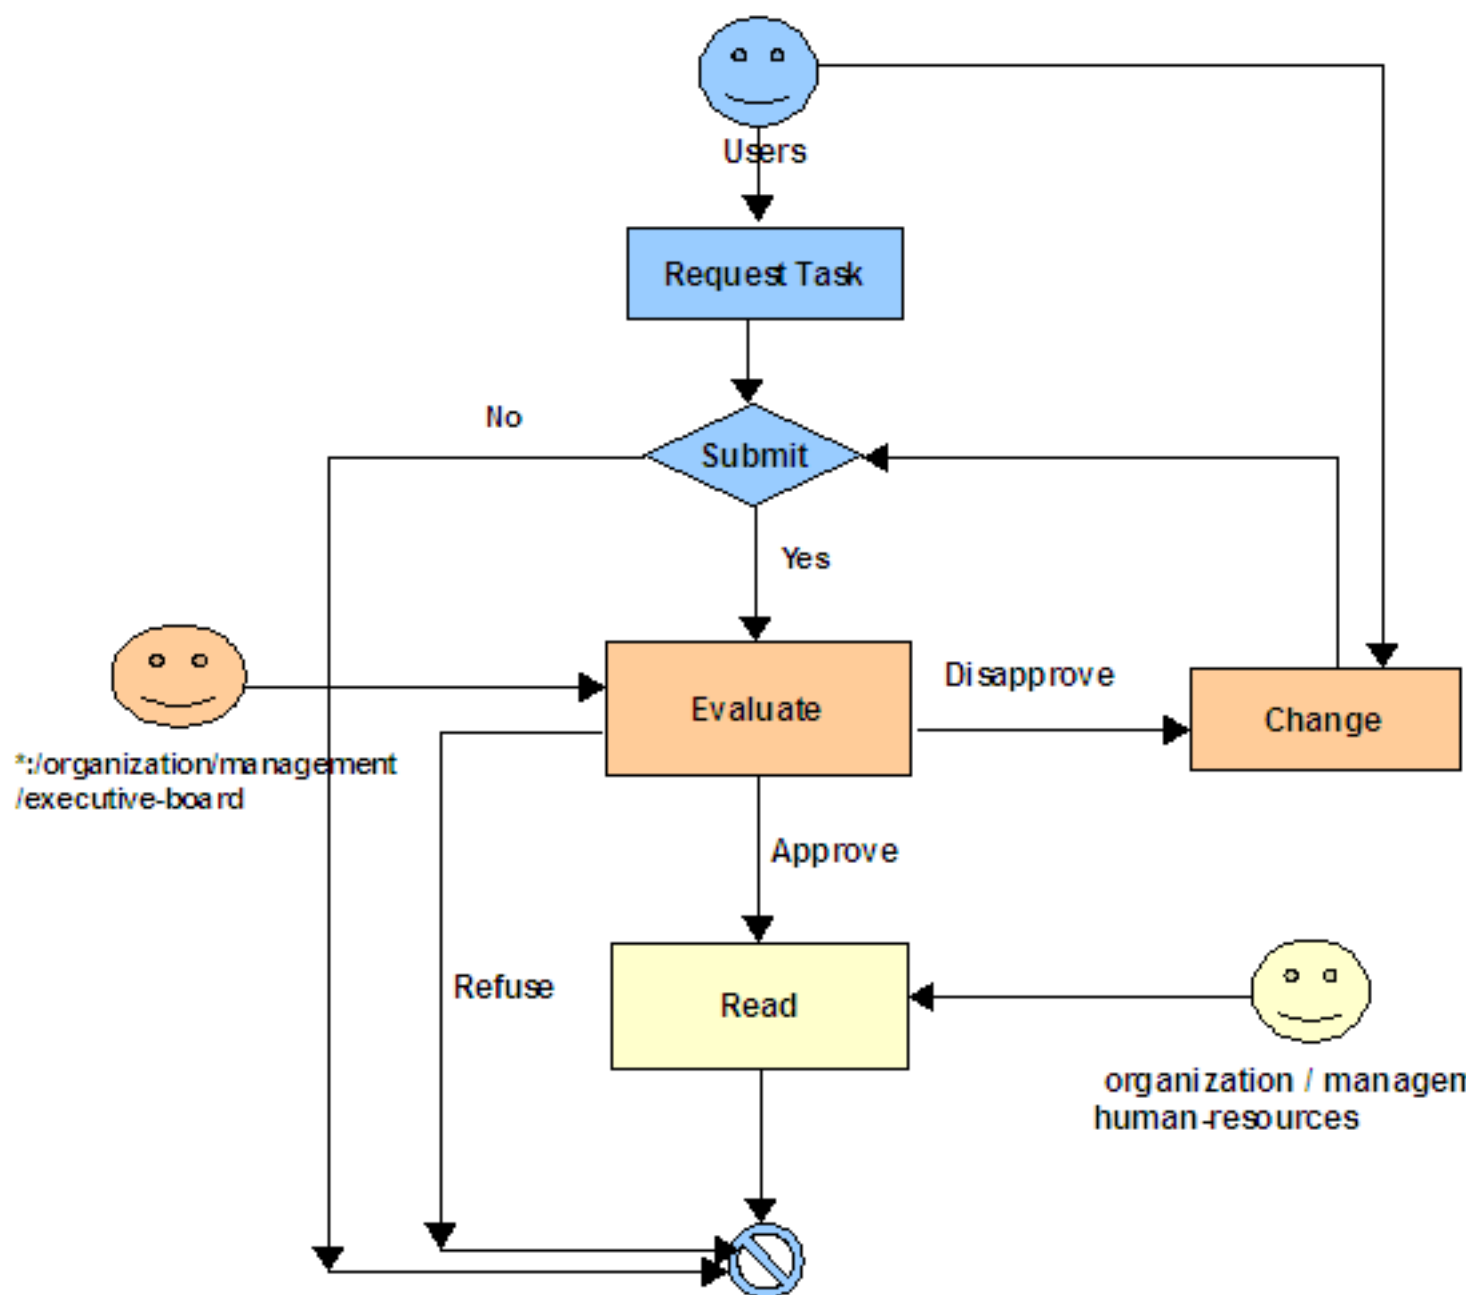 Users
Request Task
No
Submit
Yes
Disapprove
Evaluate
Change
*:/organization/management
/executive-board
Approve
Refuse
Read
organization /
human-resources